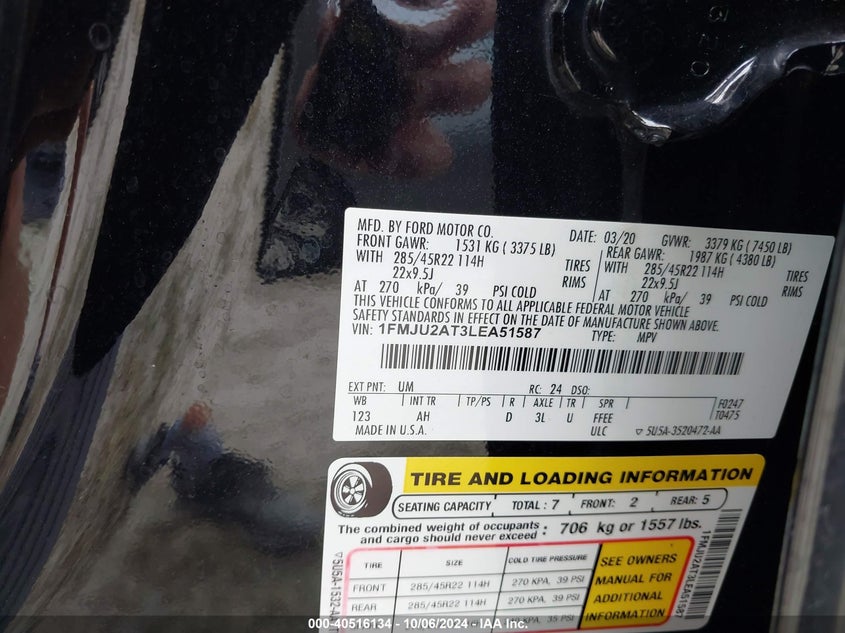 MFD. BY FORD MOTOR CO. DATE: 03/20 GVWR: 3379 KG (7450 LB)
FRONT GAWR: 1531 KG (3375 LB) REAR GAWR: 1987 KG (4380 LB)
WITH 285/45R22 114H TIRES WITH 285/45R22 114H TIRES
22x9.5J RIMS 22x9.5J RIMS
AT 270 kPa/ 39 PSI COLD AT 270 kPa/ 39 PSI COLD
THIS VEHICLE CONFORMS TO ALL APPLICABLE FEDERAL MOTOR VEHICLE
SAFETY STANDARDS IN EFFECT ON THE DATE OF MANUFACTURE SHOWN ABOVE.
VIN: 1FMJU2AT3LEA51587 TYPE: MPV
EXT PNT: UM RC: 24 DSO:
WB INT TR TP/PS R AXLE TR SPR F0247
123 AH D 3L U FFEE T0475
MADE IN U.S.A. ULC ▽ 5U5A-3520472-AA
TIRE AND LOADING INFORMATION
SEATING CAPACITY TOTAL: 7 FRONT: 2 REAR: 5
The combined weight of occupants and cargo should never exceed: 706 kg or 1557 lbs.
TIRE SIZE COLD TIRE PRESSURE
FRONT 285/45R22 114H 270 KPA, 39 PSI
REAR 285/45R22 114H 270 KPA, 39 PSI
35 PSI
SEE OWNERS
MANUAL FOR
ADDITIONAL
INFORMATION
1FMJU2AT3LEA51587
000-40516134 - 10/06/2024 - IAA Inc.